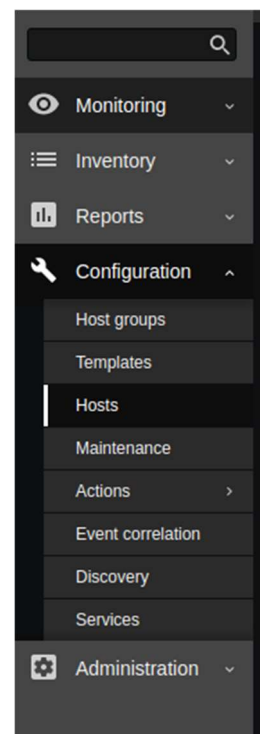 Monitoring
Inventory
Reports
Configuration
Host groups
Templates
Hosts
Maintenance
Actions
Event correlation
Discovery
Services
Administration